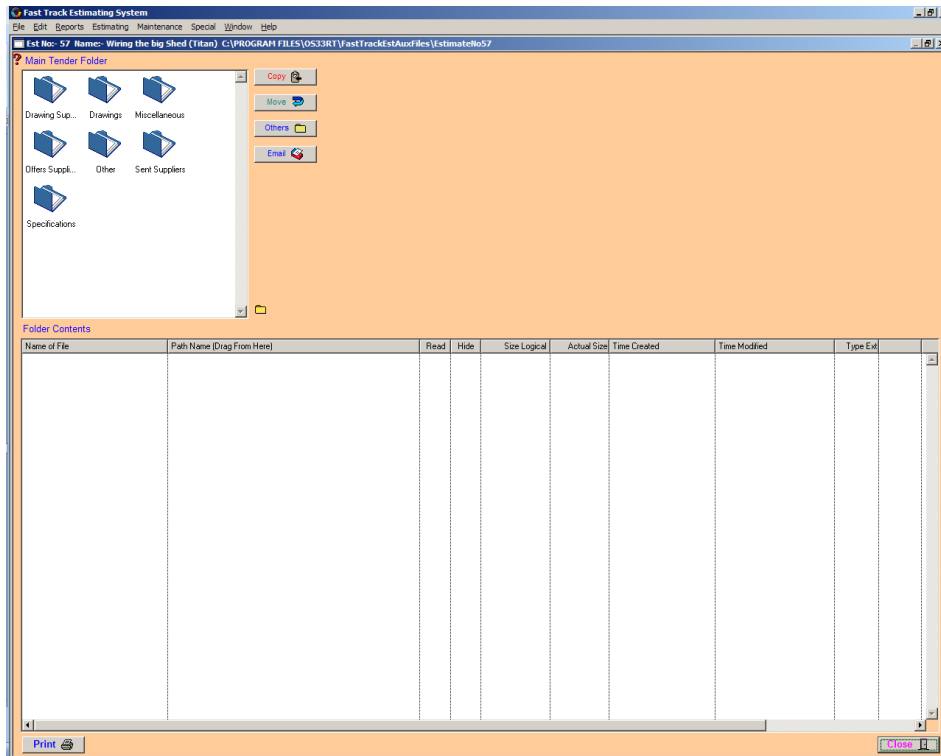 Fast Track Estimating System
File Edit Reports Estimating Maintenance Special Window Help
Est No:- 57 Name:- Wiring the big Shed (Titan) C:\PROGRAM FILES\OS33RT\FastTrackEstAuxFiles\EstimateNo57
? Main Tender Folder
Copy
Move
Others
Email
Drawing Sup... Drawings Miscellaneous
Offers Suppli... Other Sent Suppliers
Specifications
Folder Contents
Name of File Path Name (Drag From Here) Read Hide Size Logical Actual Size Time Created Time Modified Type Ext
Print Close